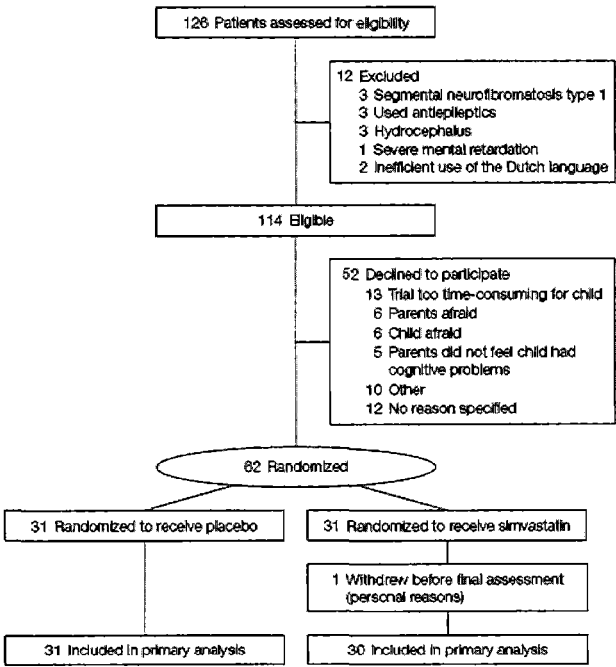 126 Patients assessed for eligibility
12 Excluded
3 Segmental neurofibromatosis type 1
3 Used antiepileptics
3 Hydrocephalus
1 Severe mental retardation
2 Inefficient use of the Dutch language
114 Eligible
52 Declined to participate
13 Trial too time-consuming for child
6 Parents afraid
6 Child afraid
5 Parents did not feel child had
cognitive problems
10 Other
12 No reason specified
62 Randomized
31 Randomized to receive placebo
31 Randomized to receive simvastatin
1 Withdrew before final assessment
(personal reasons)
31 Included in primary analysis
30 Included in primary analysis